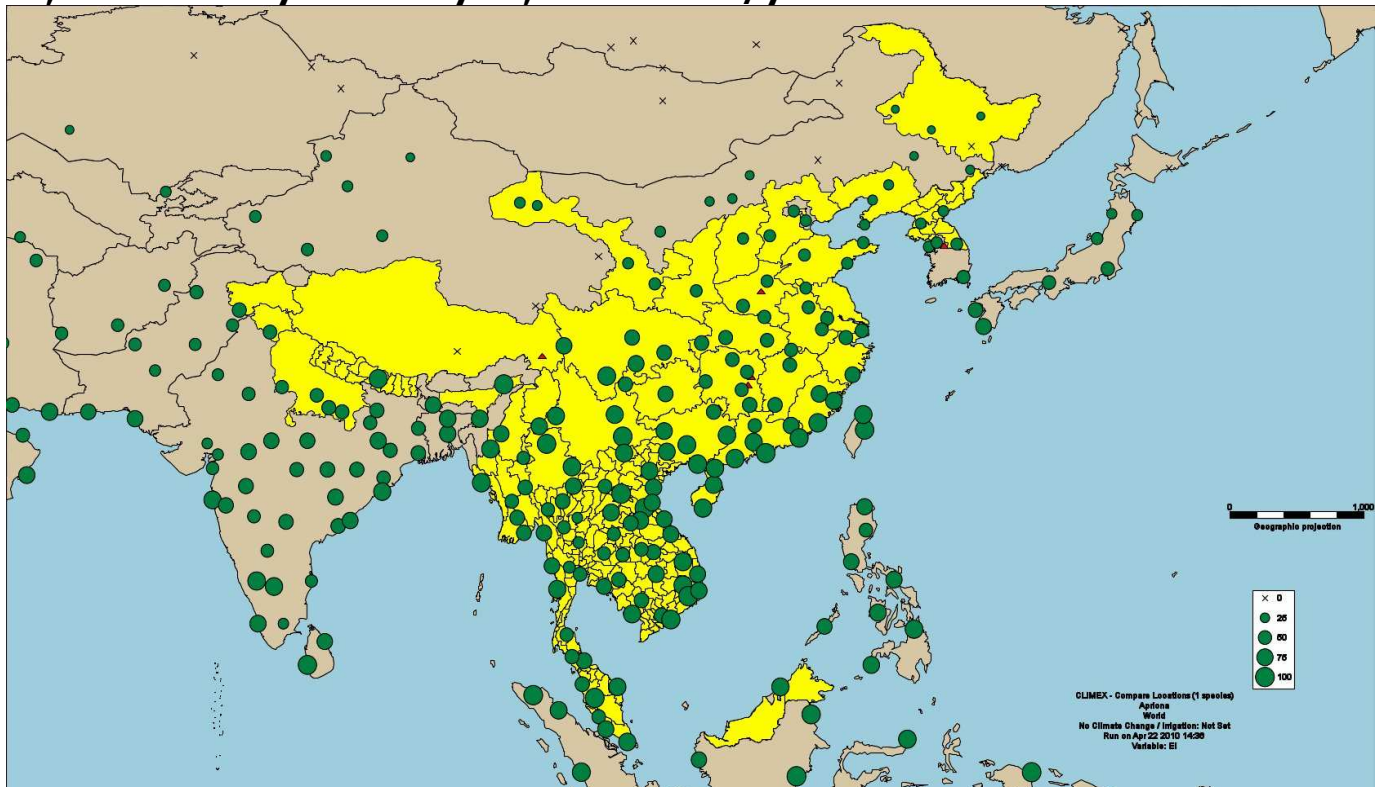 0
1,000
Geographic projection
x 0
25
50
75
100
CLIMEX - Compare Locations (1 species)
Apriona
World
No Climate Change / Irrigation: Not Set
Run on Apr 22 2010 14:36
Variable: EI